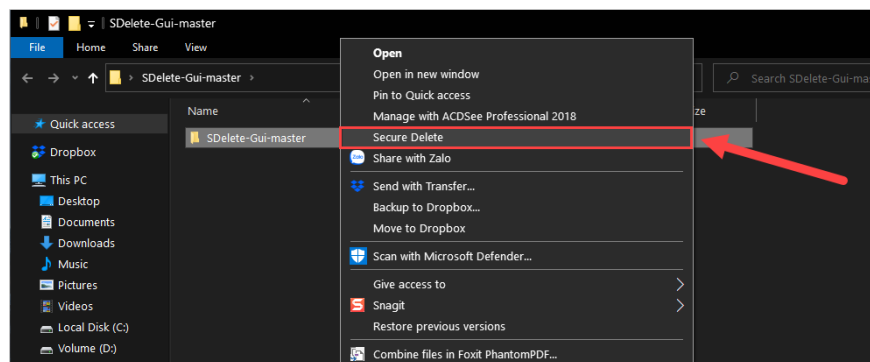 SDelete-Gui-master
File Home Share View
SDelete-Gui-master
Search SDelete-Gui-ma
Name
ze
Quick access
Dropbox
This PC
Desktop
Documents
Downloads
Music
Pictures
Videos
Local Disk (C:)
Volume (D:)
SDelete-Gui-master
Open
Open in new window
Pin to Quick access
Manage with ACDSee Professional 2018
Secure Delete
Zalo
Share with Zalo
Send with Transfer...
Backup to Dropbox...
Move to Dropbox
Scan with Microsoft Defender...
Give access to
S
Snagit
Restore previous versions
Combine files in Foxit PhantomPDF...